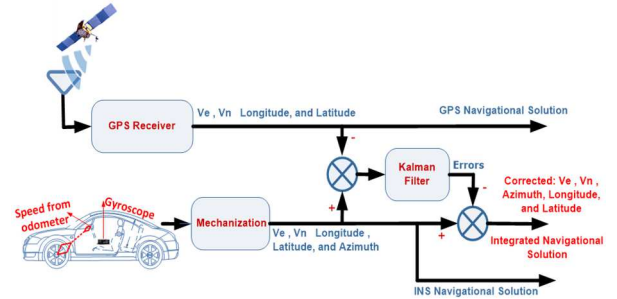 Ve , Vn Longitude, and Latitude
GPS Navigational Solution
GPS Receiver
-
Kalman
Filter
Errors
-
Corrected: Ve , Vn ,
Azimuth, Longitude,
and Latitude
Speed from
odometer
Gyroscope
+
Mechanization
+
Ve , Vn Longitude ,
Latitude, and Azimuth
Integrated Navigational
Solution
INS Navigational Solution